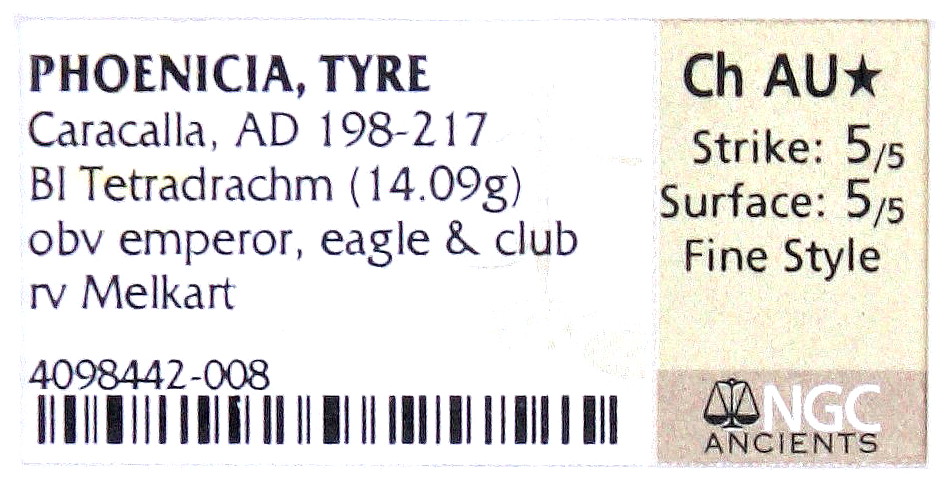 PHOENICIA, TYRE
Caracalla, AD 198-217
BI Tetradrachm (14.09g)
obv emperor, eagle & club
rv Melkart
4098442-008
Ch AU★
Strike: 5/5
Surface: 5/5
Fine Style
NGC
ANCIENTS